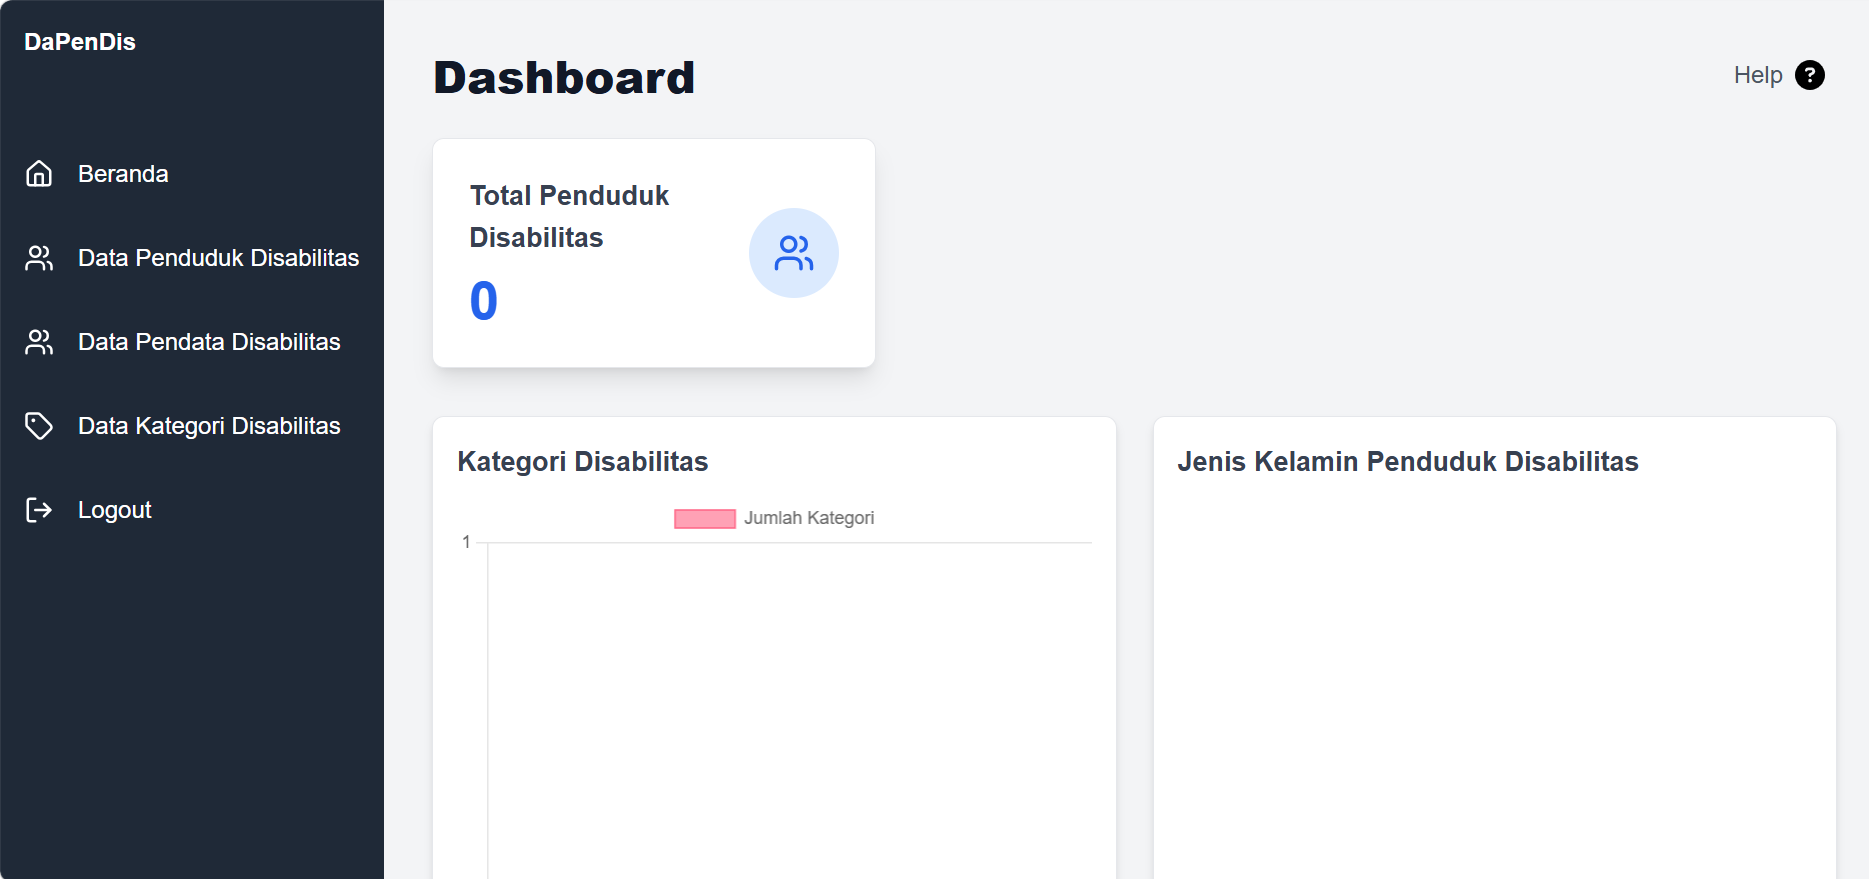 DaPenDis
Beranda
Data Penduduk Disabilitas
Data Pendata Disabilitas
Data Kategori Disabilitas
Logout
Dashboard
Help ?
Total Penduduk
Disabilitas
0
Kategori Disabilitas
Jumlah Kategori
1
Jenis Kelamin Penduduk Disabilitas